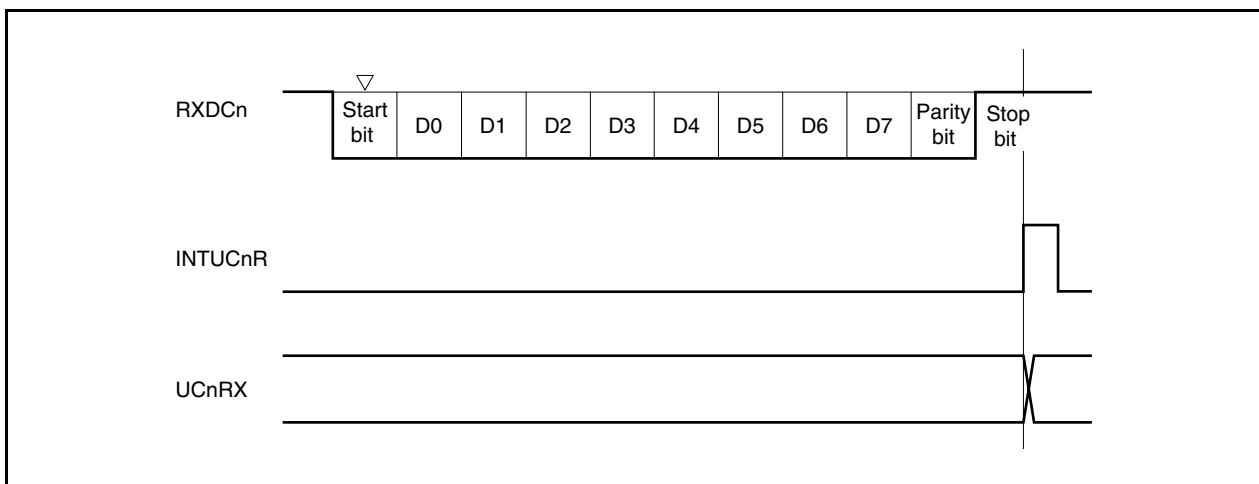 RXDCn
Start
bit
D0
D1
D2
D3
D4
D5
D6
D7
Parity
bit
Stop
bit
INTUCnR
UCnRX